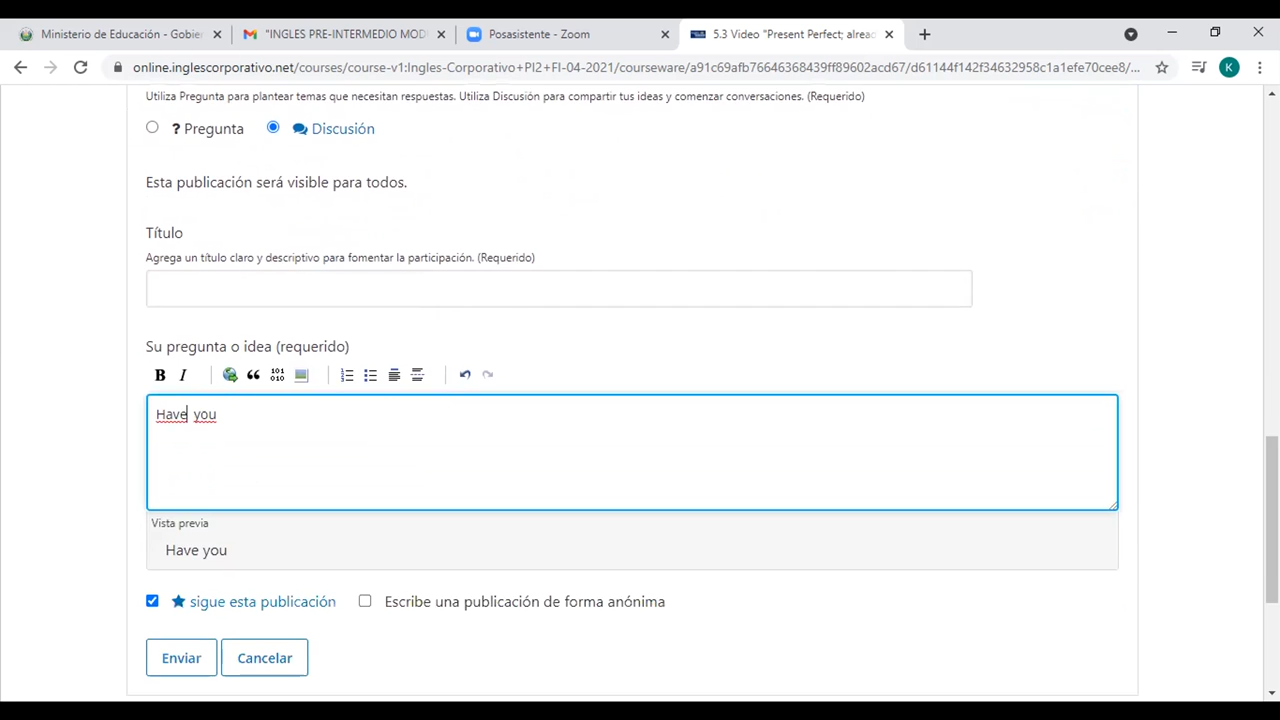 Ministerio de Educación - Gobier
"INGLES PRE-INTERMEDIO MOD
Posasistente - Zoom
5.3 Video "Present Perfect; alread
online.inglescorporativo.net/courses/course-v1:Ingles-Corporativo+PI2+FI-04-2021/courseware/a91c69afb76646368439ff89602acd67/d61144f142f34632958c1a1efe70cee8/...
K
Utiliza Pregunta para plantear temas que necesitan respuestas. Utiliza Discusión para compartir tus ideas y comenzar conversaciones. (Requerido)
? Pregunta
Discusión
Esta publicación será visible para todos.
Título
Agrega un título claro y descriptivo para fomentar la participación. (Requerido)
Su pregunta o idea (requerido)
B I
101
010
Have you
Vista previa
Have you
sigue esta publicación
Escribe una publicación de forma anónima
Enviar
Cancelar